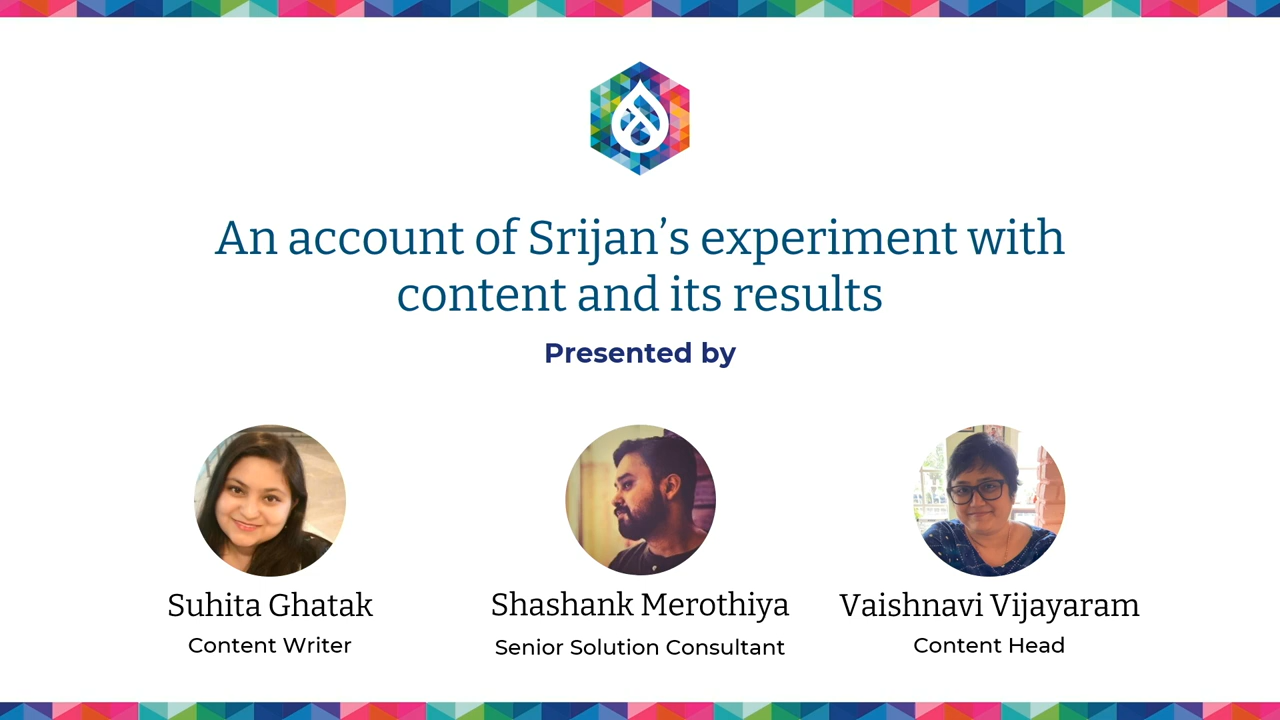 An account of Srijan’s experiment with
content and its results
Presented by
Suhita Ghatak
Content Writer
Shashank Merothiya
Senior Solution Consultant
Vaishnavi Vijayaram
Content Head